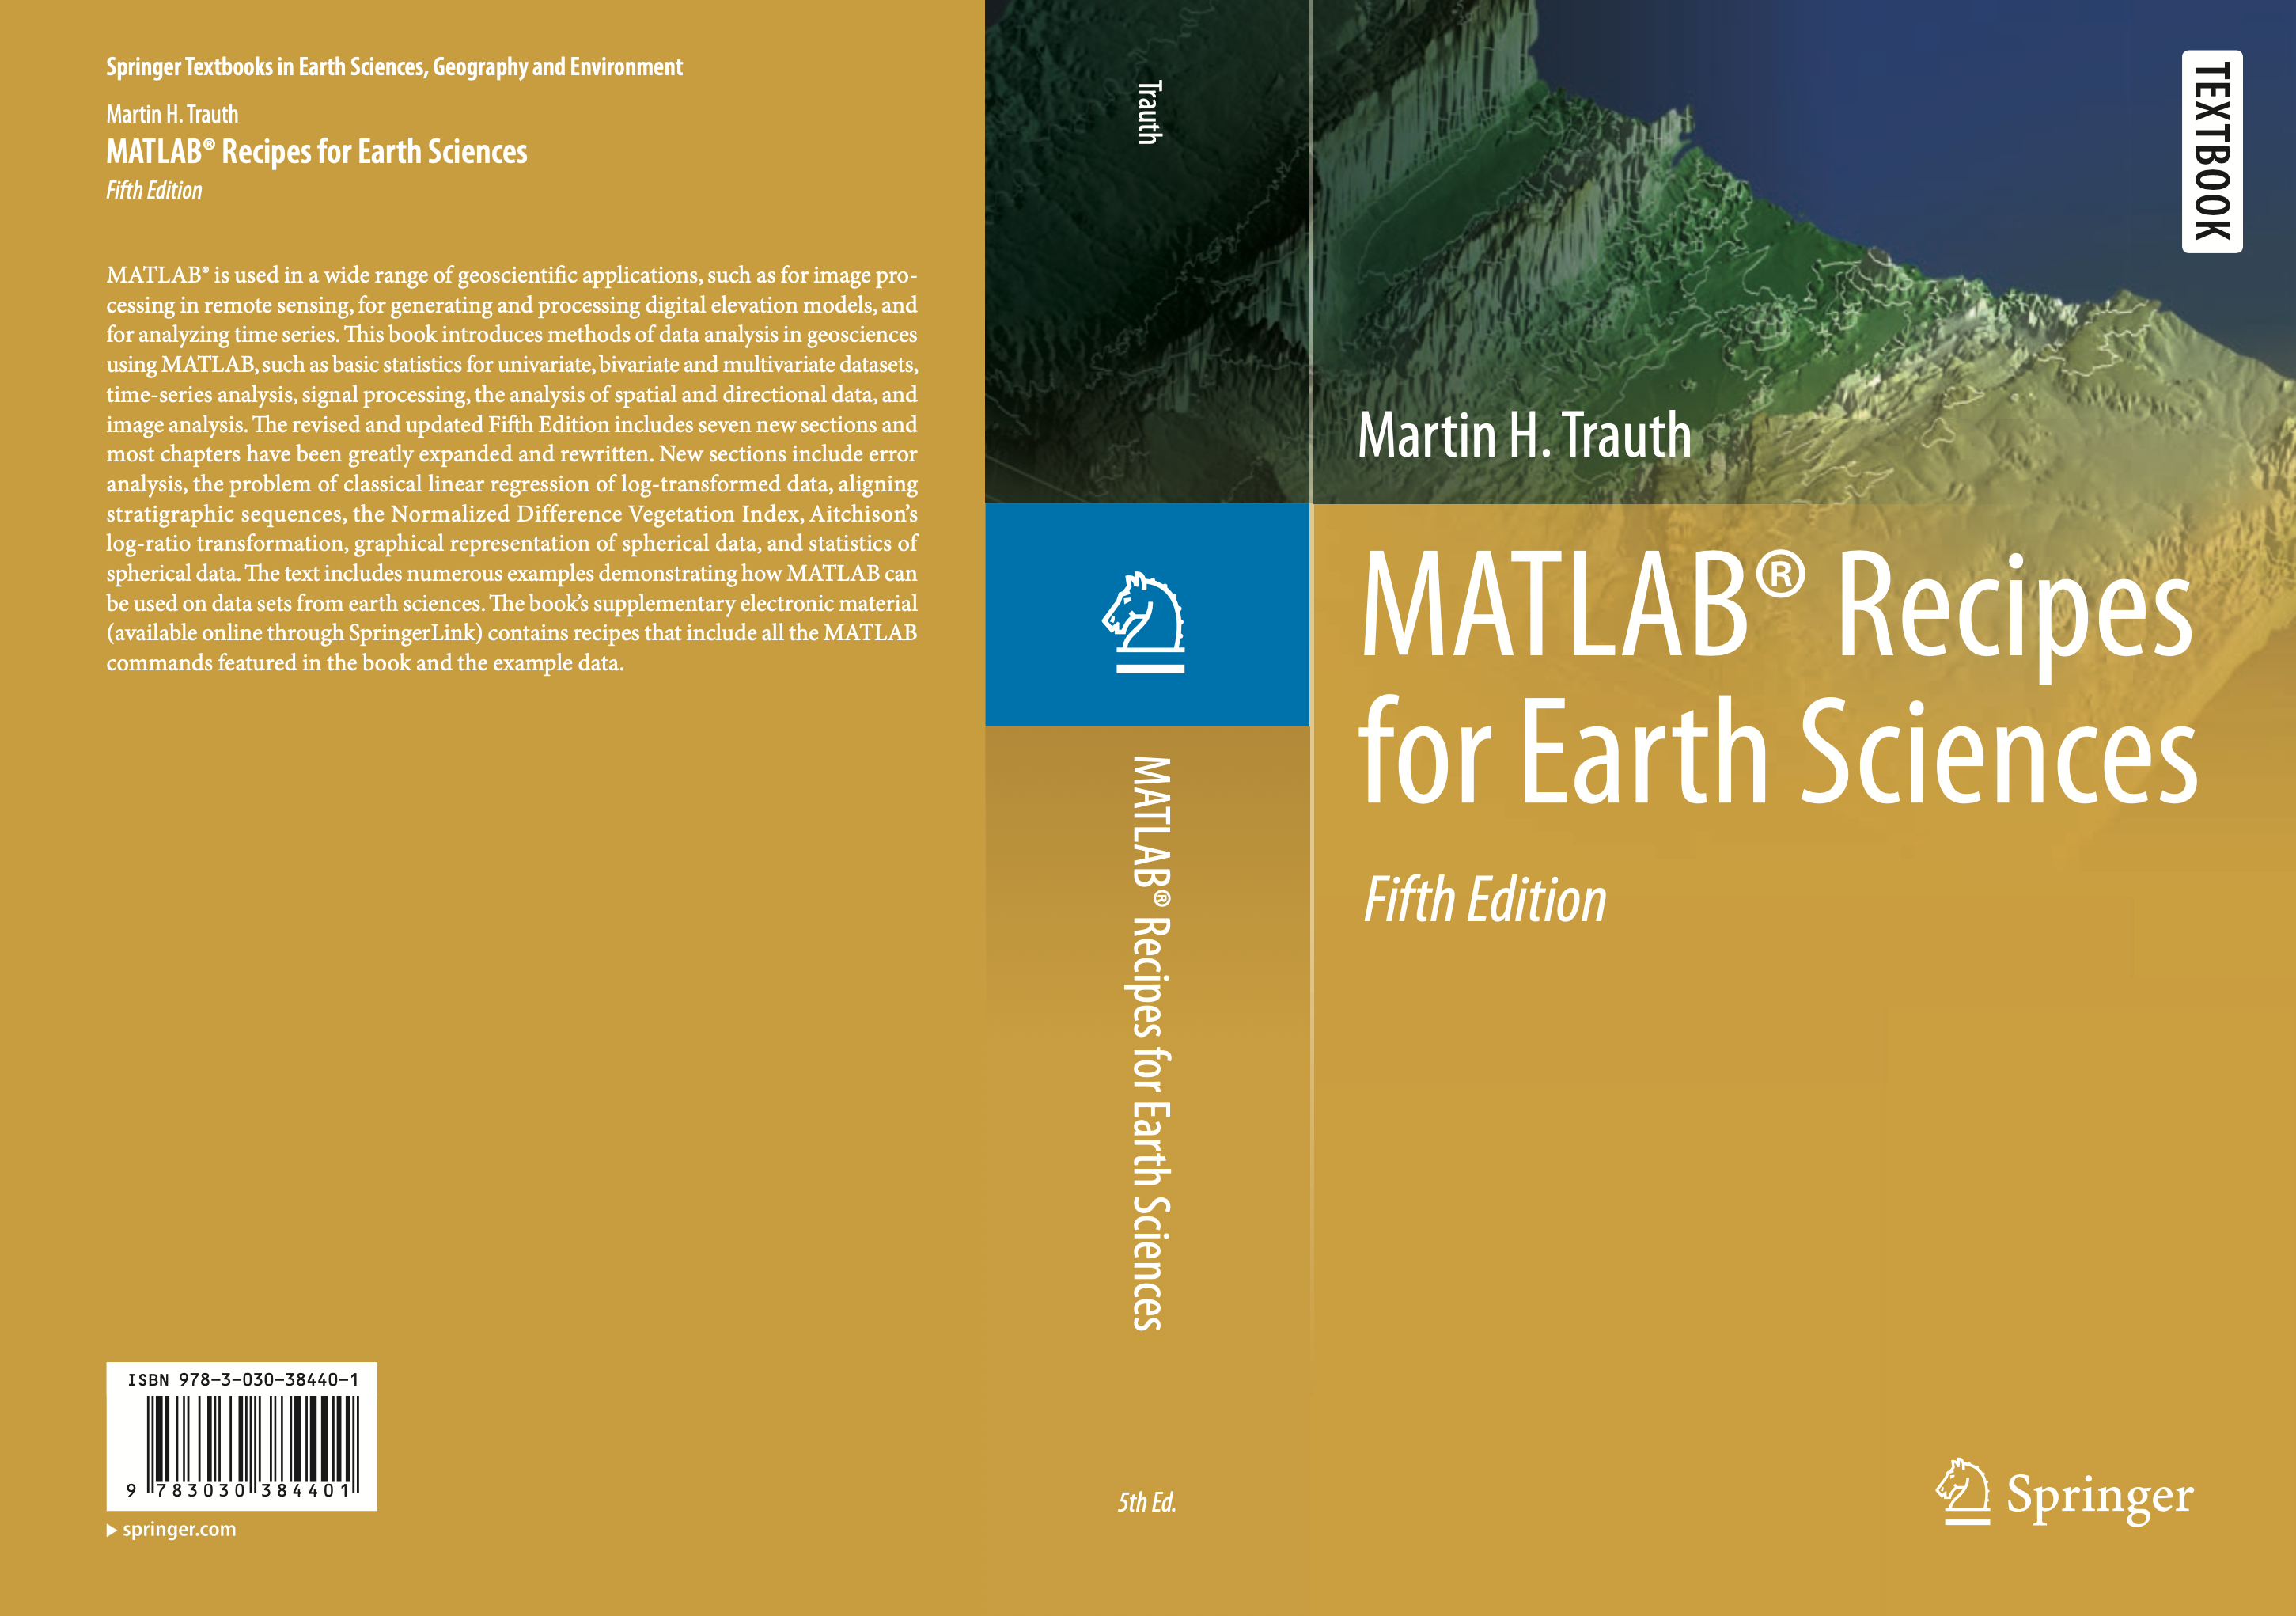 Springer Textbooks in Earth Sciences, Geography and Environment
Martin H. Trauth
MATLAB® Recipes for Earth Sciences
Fifth Edition
MATLAB® is used in a wide range of geoscientific applications, such as for image pro-
cessing in remote sensing, for generating and processing digital elevation models, and
for analyzing time series. This book introduces methods of data analysis in geosciences
using MATLAB, such as basic statistics for univariate, bivariate and multivariate datasets,
time-series analysis, signal processing, the analysis of spatial and directional data, and
image analysis. The revised and updated Fifth Edition includes seven new sections and
most chapters have been greatly expanded and rewritten. New sections include error
analysis, the problem of classical linear regression of log-transformed data, aligning
stratigraphic sequences, the Normalized Difference Vegetation Index, Aitchison's
log-ratio transformation, graphical representation of spherical data, and statistics of
spherical data. The text includes numerous examples demonstrating how MATLAB can
be used on data sets from earth sciences. The book's supplementary electronic material
(available online through SpringerLink) contains recipes that include all the MATLAB
commands featured in the book and the example data.
ISBN 978-3-030-38440-1
9 783030 384401
▶ springer.com
Trauth
MATLAB® Recipes for Earth Sciences
5th Ed.
TEXTBOOK
Martin H. Trauth
MATLAB® Recipes
for Earth Sciences
Fifth Edition
Springer